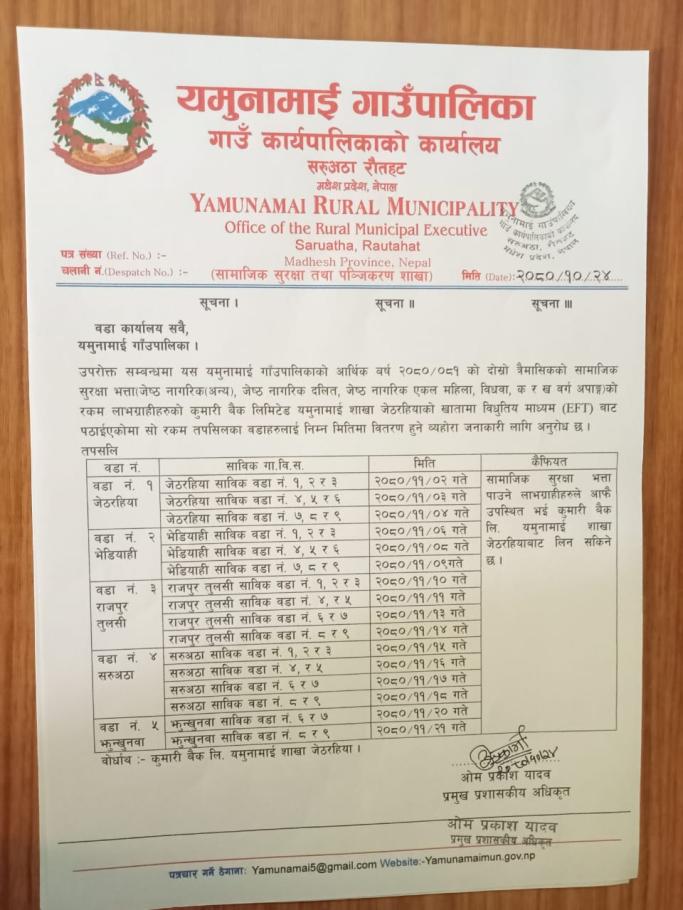 यमुनामाई गाउँपालिका
गाउँ कार्यपालिकाको कार्यालय
सरुअठा रौतहट
मधेश प्रदेश, नेपाल
YAMUNAMAI RURAL MUNICIPALITY
Office of the Rural Municipal Executive
Saruatha, Rautahat
Madhesh Province, Nepal
यमुनामाई गाउँपालिका
गाउँ कार्यपालिकाको कार्यालय
सरुअठा, रौतहट
मधेश प्रदेश, नेपाल
पत्र संख्या (Ref. No.) :-
चलानी नं.(Despatch No.) :- (सामाजिक सुरक्षा तथा पञ्जिकरण शाखा) मिति (Date):२०८०/१०/२४
सूचना । सूचना ॥ सूचना ॥।
वडा कार्यालय सवै,
यमुनामाई गाँउपालिका ।
उपरोक्त सम्बन्धमा यस यमुनामाई गाँउपालिकाको आर्थिक वर्ष २०८०/०८१ को दोस्रो त्रैमासिकको सामाजिक
सुरक्षा भत्ता(जेष्ठ नागरिक(अन्य), जेष्ठ नागरिक दलित, जेष्ठ नागरिक एकल महिला, विधवा, क र ख वर्ग अपाङ्ग)को
रकम लाभग्राहीहरुको कुमारी बैक लिमिटेड यमुनामाई शाखा जेठरहियाको खातामा विधुतिय माध्यम (EFT) बाट
पठाईएकोमा सो रकम तपसिलका वडाहरुलाई निम्न मितिमा वितरण हुने व्यहोरा जनाकारी लागि अनुरोध छ ।
तपसलि
वडा नं. साविक गा.वि.स. मिति कैफियत
वडा नं. १ जेठरहिया साविक वडा नं. १, २ र ३ २०८०/११/०२ गते सामाजिक सुरक्षा भत्ता
जेठरहिया जेठरहिया साविक वडा नं. ४, ५ र ६ २०८०/११/०३ गते पाउने लाभग्राहीहरुले आफै
जेठरहिया साविक वडा नं. ७, ८ र ९ २०८०/११/०४ गते उपस्थित भई कुमारी बैक
वडा नं. २ भेडियाही साविक वडा नं. १, २ र ३ २०८०/११/०६ गते लि. यमुनामाई शाखा
भेडियाही भेडियाही साविक वडा नं. ४, ५ र ६ २०८०/११/०८ गते जेठरहियाबाट लिन सकिने
भेडियाही साविक वडा नं. ७, ८ र ९ २०८०/११/०९गते छ ।
वडा नं. ३ राजपुर तुलसी साविक वडा नं. १, २ र ३ २०८०/११/१० गते
राजपुर राजपुर तुलसी साविक वडा नं. ४, र ५ २०८०/११/११ गते
तुलसी राजपुर तुलसी साविक वडा नं. ६ र ७ २०८०/११/१३ गते
राजपुर तुलसी साविक वडा नं. ८ र ९ २०८०/११/१४ गते
वडा नं. ४ सरुअठा साविक वडा नं. १, २ र ३ २०८०/११/१५ गते
सरुअठा सरुअठा साविक वडा नं. ४, र ५ २०८०/११/१६ गते
सरुअठा साविक वडा नं. ६ र ७ २०८०/११/१७ गते
सरुअठा साविक वडा नं. ८ र ९ २०८०/११/१८ गते
वडा नं. ५ झुन्खुनवा साविक वडा नं. ६ र ७ २०८०/११/२० गते
झुन्खुनवा झुन्खुनवा साविक वडा नं. ८ र ९ २०८०/११/२१ गते
वोर्धाथ :- कुमारी बैक लि. यमुनामाई शाखा जेठरहिया ।
ओम प्रकाश यादव
प्रमुख प्रशासकीय अधिकृत
ओम प्रकाश यादव
प्रमुख प्रशासकीय अधिकृत
पत्राचार गर्ने ठेगानाः Yamunamai5@gmail.com Website:-Yamunamaimun.gov.np